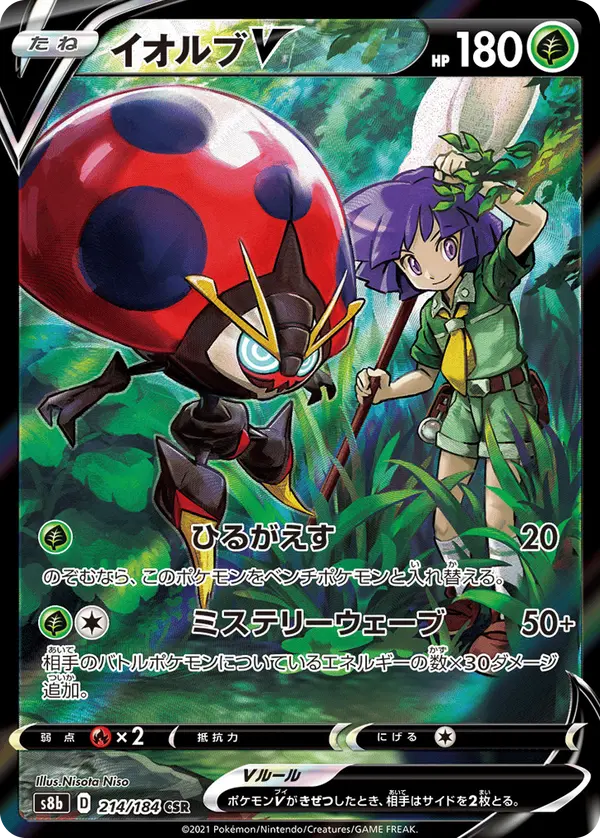 たね イオルブV HP 180
ひるがえす 20
のぞむなら、このポケモンをベンチポケモンと入れ替える。
ミステリーウェーブ 50+
相手のバトルポケモンについているエネルギーの数×30ダメージ
追加。
弱点 ×2 抵抗力 にげる
Illus.Nisota Niso
Vルール
s8b D 214/184 CSR
ポケモンVがきぜつしたとき、相手はサイドを2枚とる。
©2021 Pokémon/Nintendo/Creatures/GAME FREAK.